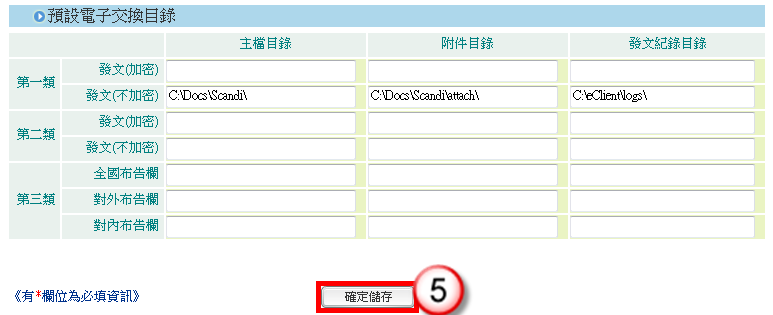 預設電子交換目錄
主檔目錄 附件目錄 發文紀錄目錄
第一類 發文(加密)
發文(不加密) C:\Docs\Scandi\ C:\Docs\Scandi\attach\ C:\eClient\logs\
第二類 發文(加密)
發文(不加密)
第三類 全國布告欄
對外布告欄
對內布告欄
《有*欄位為必填資訊》 確定儲存 5